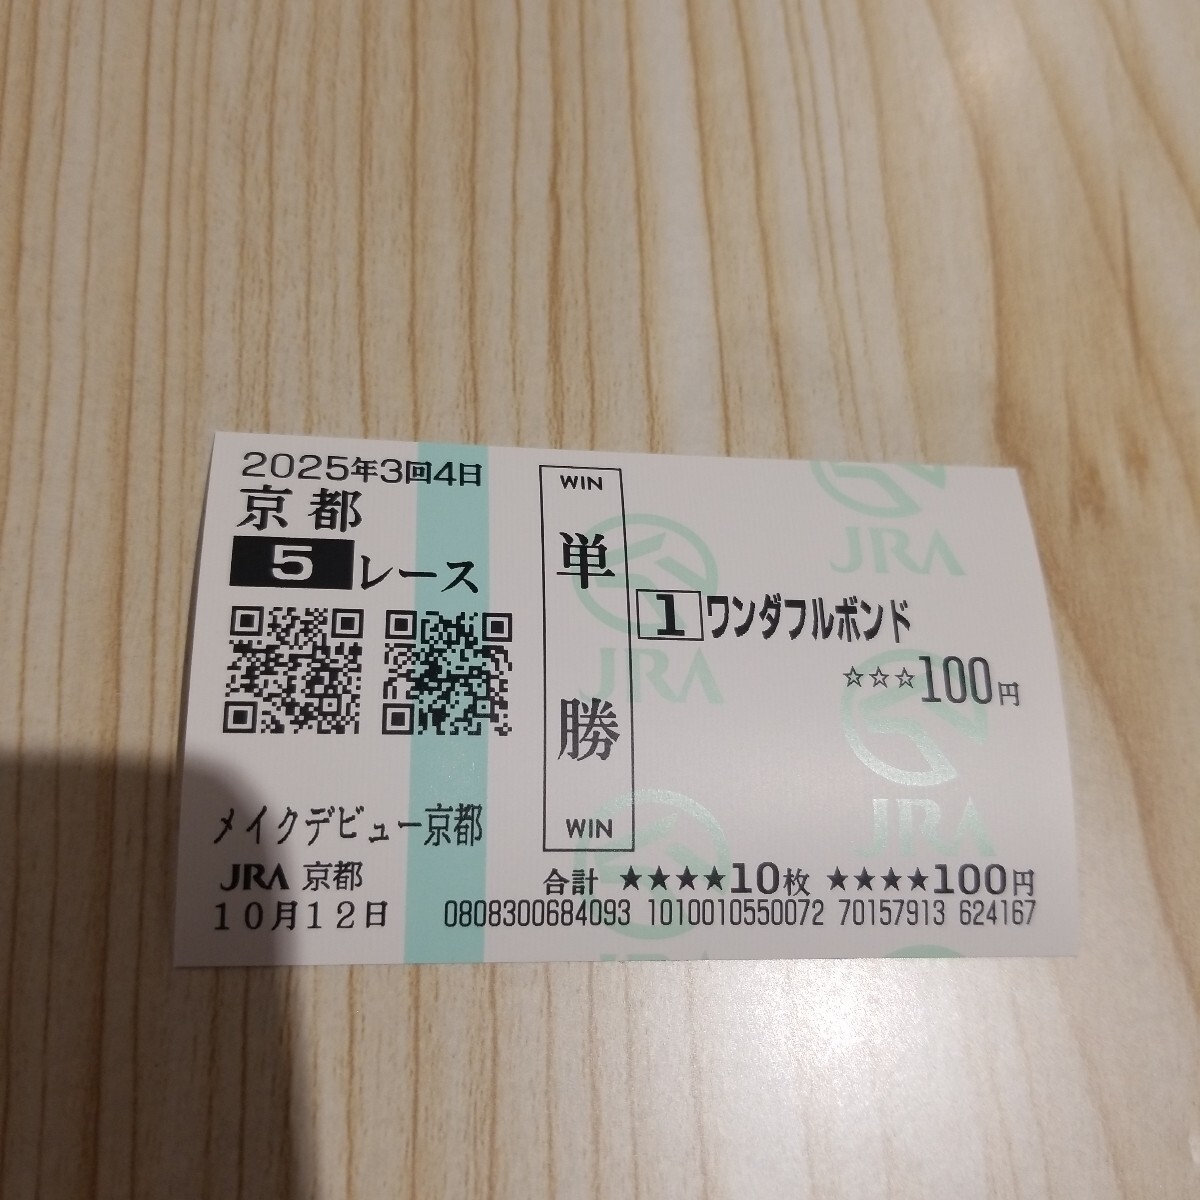 2025年3回4日
京都
5レース
メイクデビュー京都
JRA 京都
10月12日
WIN
単勝
WIN
1 ワンダフルボンド
☆☆☆100円
合計 ★★★★10枚 ★★★★100円
0808300684093 1010010550072 70157913 624167
JRA
JRA
JRA